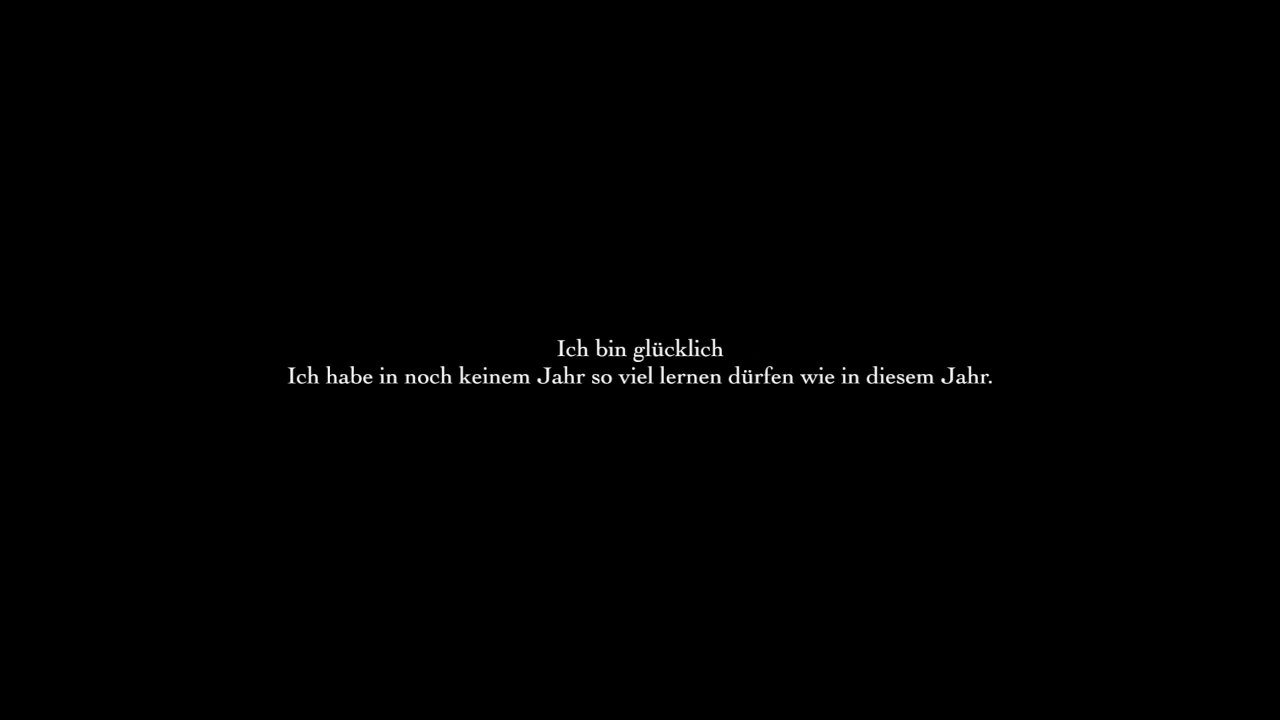 Ich bin glücklich
Ich habe in noch keinem Jahr so viel lernen dürfen wie in diesem Jahr.